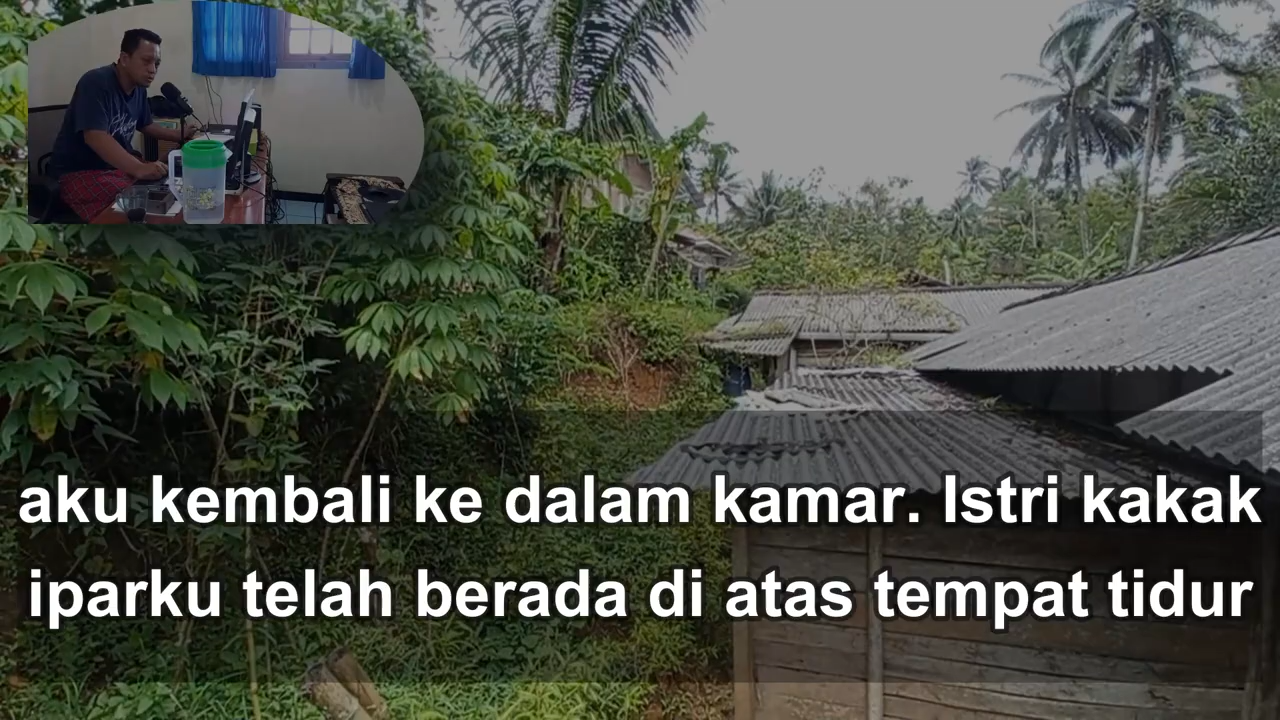 aku kembali ke dalam kamar. Istri kakak
iparku telah berada di atas tempat tidur